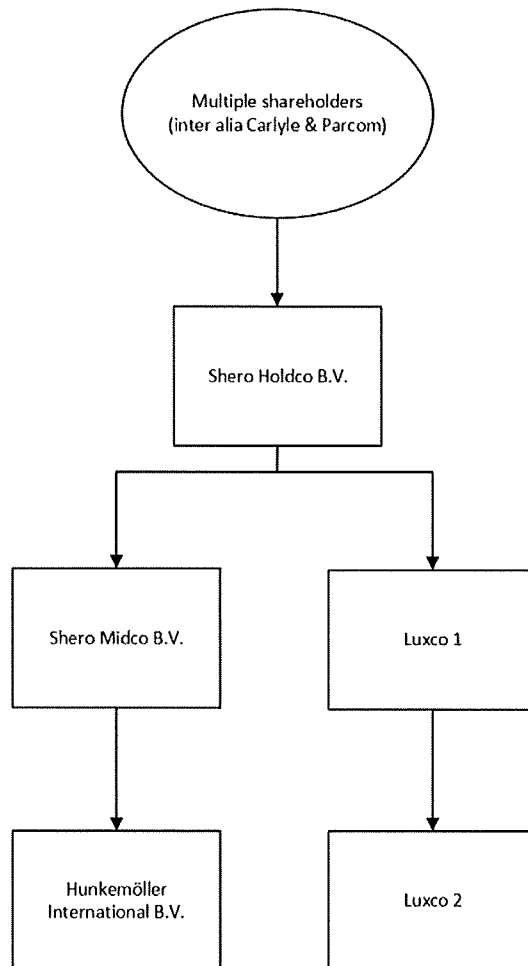 Multiple shareholders
(inter alia Carlyle & Parcom)
Shero Holdco B.V.
Shero Midco B.V.
Luxco 1
Hunkemöller
International B.V.
Luxco 2